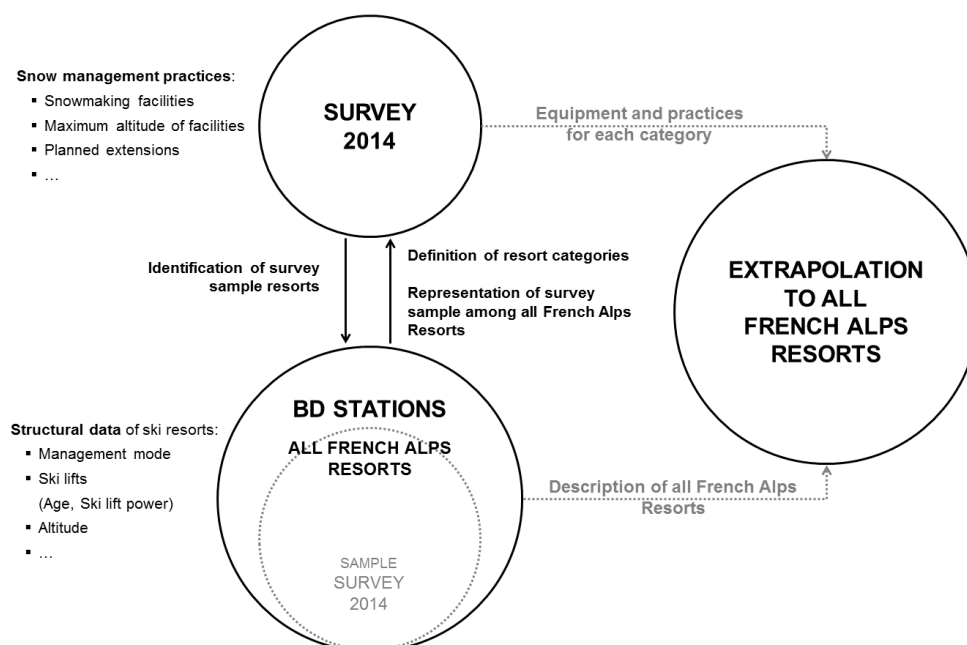 Snow management practices:
▪ Snowmaking facilities
▪ Maximum altitude of facilities
▪ Planned extensions
▪ ...
SURVEY
2014
Equipment and practices
for each category
Identification of survey
sample resorts
Definition of resort categories
Representation of survey
sample among all French Alps
Resorts
EXTRAPOLATION
TO ALL
FRENCH ALPS
RESORTS
Structural data of ski resorts:
▪ Management mode
▪ Ski lifts
(Age, Ski lift power)
▪ Altitude
▪ ...
BD STATIONS
ALL FRENCH ALPS
RESORTS
SAMPLE
SURVEY
2014
Description of all French Alps
Resorts